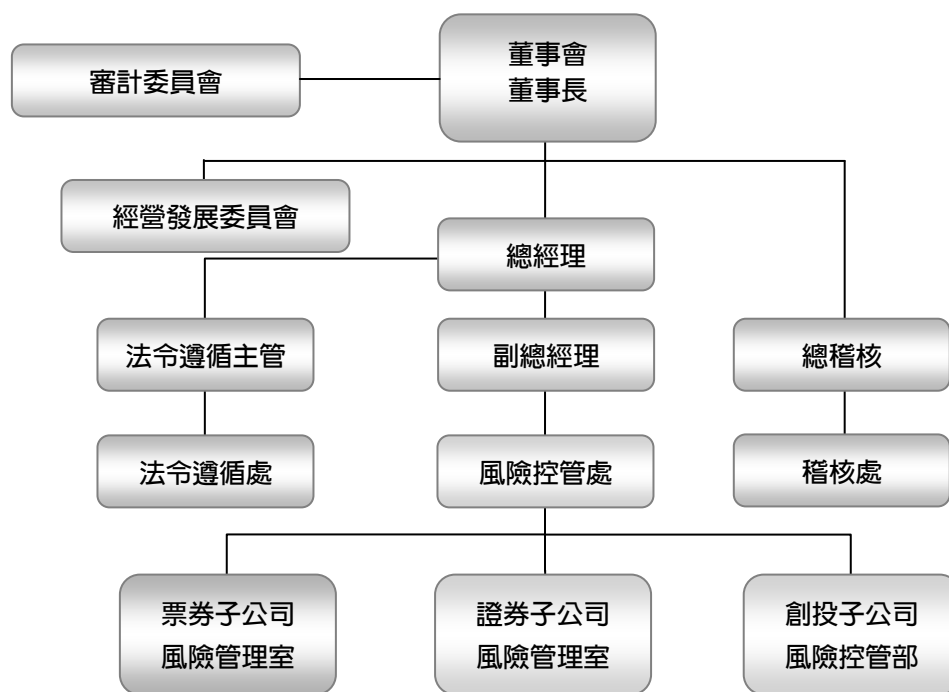 董事會
董事長
審計委員會
經營發展委員會
總經理
法令遵循主管
副總經理
總稽核
法令遵循處
風險控管處
稽核處
票券子公司
風險管理室
證券子公司
風險管理室
創投子公司
風險控管部